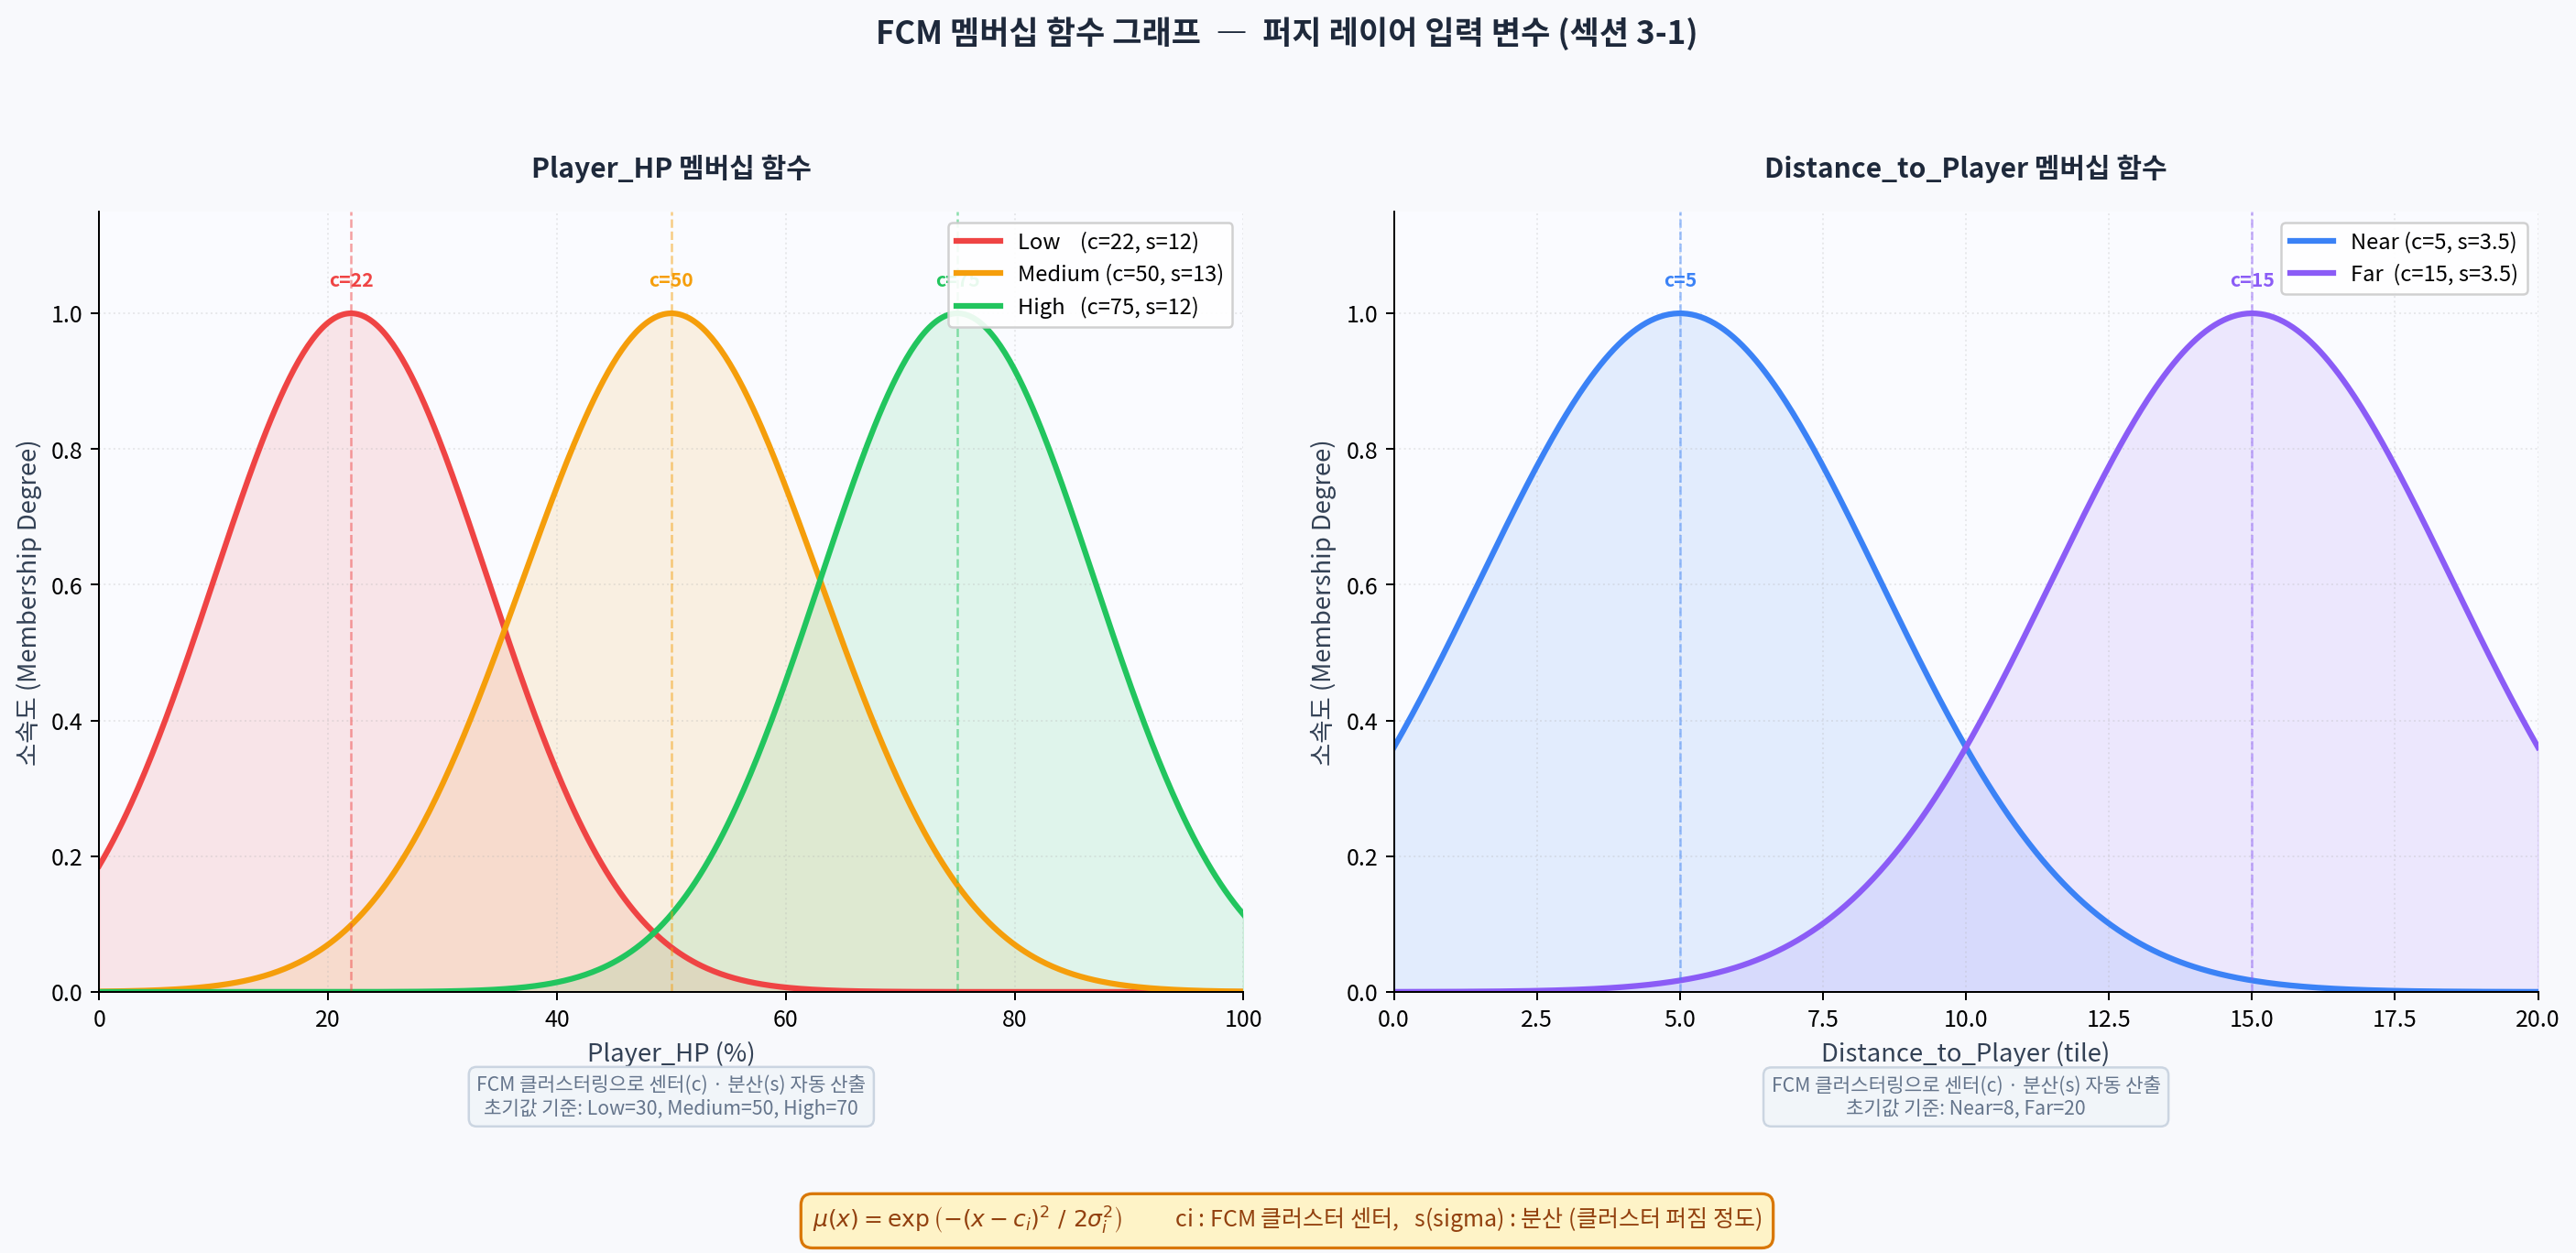 FCM 멤버십 함수 그래프 — 퍼지 레이어 입력 변수 (섹션 3-1)
Player_HP 멤버십 함수
소속도 (Membership Degree)
1.0
0.8
0.6
0.4
0.2
0.0
c=22
c=50
Low (c=22, s=12)
Medium (c=50, s=13)
High (c=75, s=12)
0 20 40 60 80 100
Player_HP (%)
FCM 클러스터링으로 센터(c) · 분산(s) 자동 산출
초기값 기준: Low=30, Medium=50, High=70
Distance_to_Player 멤버십 함수
소속도 (Membership Degree)
1.0
0.8
0.6
0.4
0.2
0.0
c=5
c=15
Near (c=5, s=3.5)
Far (c=15, s=3.5)
0.0 2.5 5.0 7.5 10.0 12.5 15.0 17.5 20.0
Distance_to_Player (tile)
FCM 클러스터링으로 센터(c) · 분산(s) 자동 산출
초기값 기준: Near=8, Far=20
μ(x) = exp (−(x − c_i)² / 2σ_i²) ci : FCM 클러스터 센터, s(sigma) : 분산 (클러스터 퍼짐 정도)